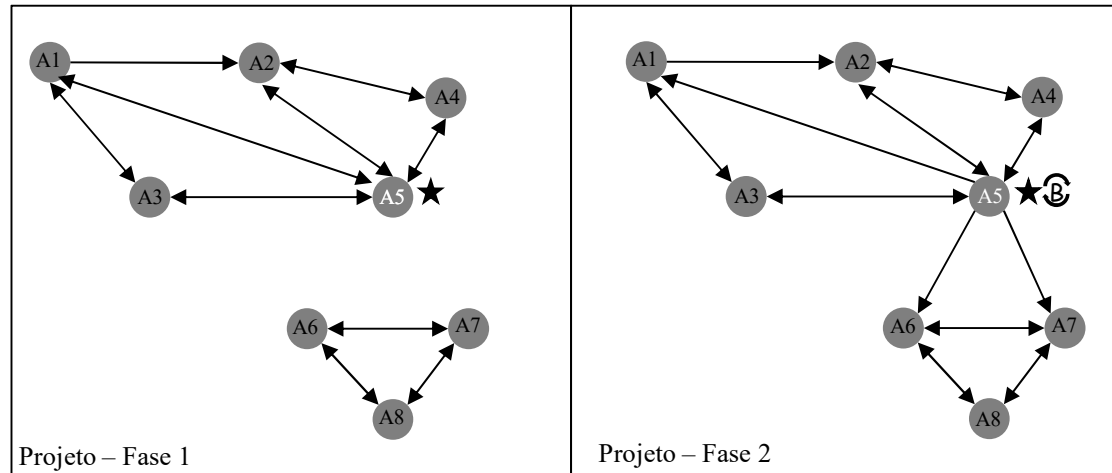 A1
A2
A4
A3
A5
A6
A7
A8
Projeto – Fase 1
A1
A2
A4
A3
A5
B
A6
A7
A8
Projeto – Fase 2